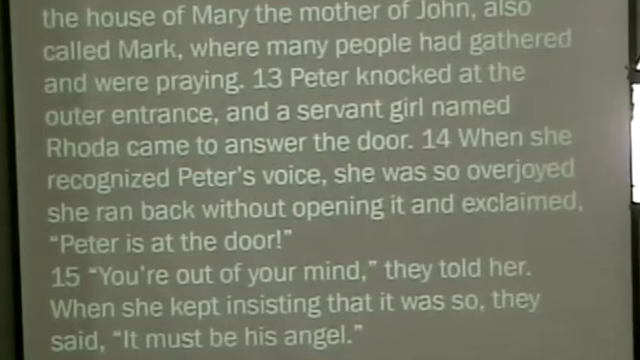 the house of Mary the mother of John, also
called Mark, where many people had gathered
and were praying. 13 Peter knocked at the
outer entrance, and a servant girl named
Rhoda came to answer the door. 14 When she
recognized Peter's voice, she was so overjoyed
she ran back without opening it and exclaimed,
“Peter is at the door!”
15 “You're out of your mind,” they told her.
When she kept insisting that it was so, they
said, “It must be his angel.”